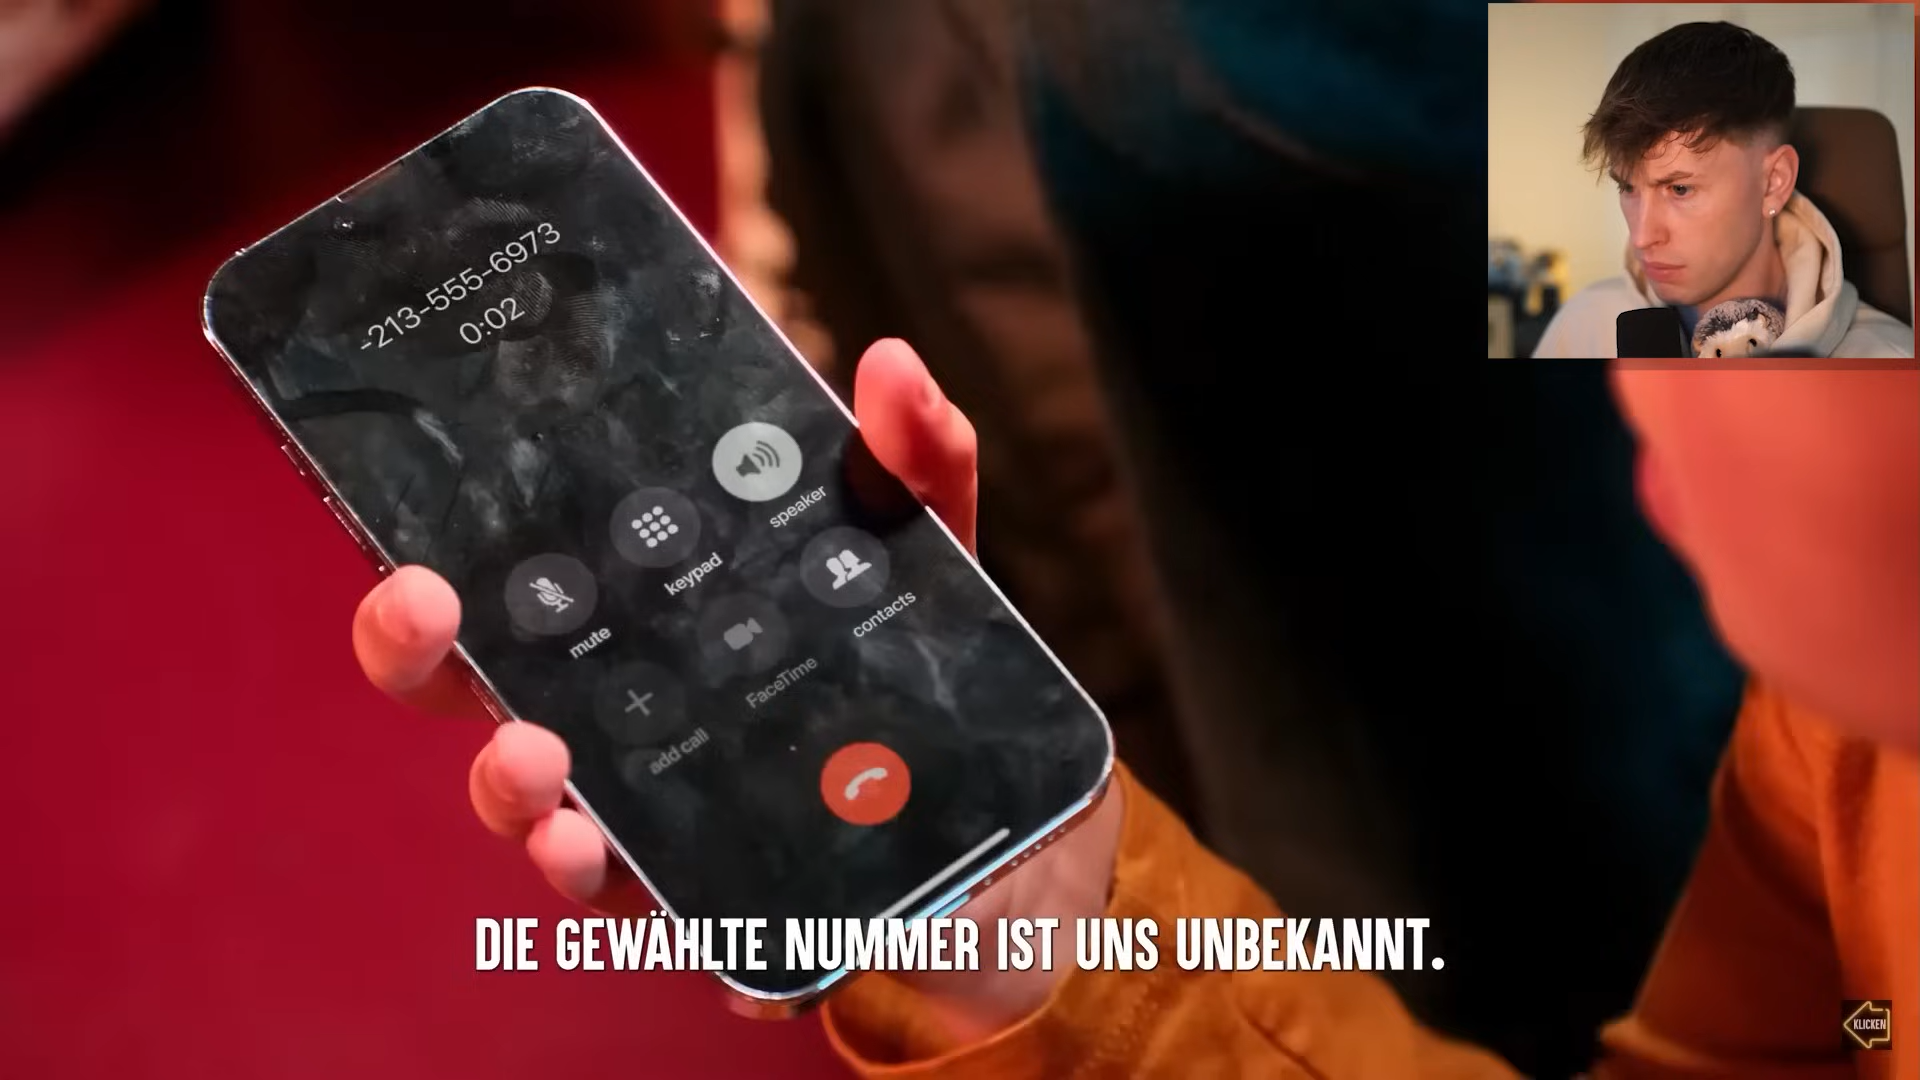 -213-555-6973
0:02
speaker
keypad
mute
contacts
FaceTime
add call
DIE GEWÄHLTE NUMMER IST UNS UNBEKANNT.
KLICKEN